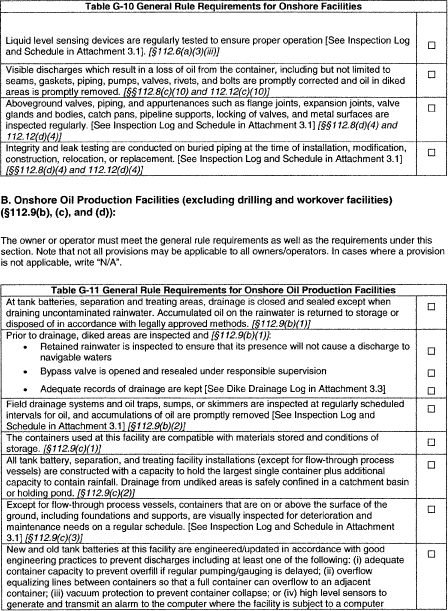 Table G-10 General Rule Requirements for Onshore Facilities
Liquid level sensing devices are regularly tested to ensure proper operation [See Inspection Log
and Schedule in Attachment 3.1]. [§112.6(a)(3)(iii)]
Visible discharges which result in a loss of oil from the container, including but not limited to
seams, gaskets, piping, pumps, valves, rivets, and bolts are promptly corrected and oil in diked
areas is promptly removed. [§§112.8(c)(10) and 112.12(c)(10)]
Aboveground valves, piping, and appurtenances such as flange joints, expansion joints, valve
glands and bodies, catch pans, pipeline supports, locking of valves, and metal surfaces are
inspected regularly. [See Inspection Log and Schedule in Attachment 3.1] [§§112.8(d)(4) and
112.12(d)(4)]
Integrity and leak testing are conducted on buried piping at the time of installation, modification,
construction, relocation, or replacement. [See Inspection Log and Schedule in Attachment 3.1]
[§§112.8(d)(4) and 112.12(d)(4)]
B. Onshore Oil Production Facilities (excluding drilling and workover facilities)
(§112.9(b), (c), and (d)):
The owner or operator must meet the general rule requirements as well as the requirements under this
section. Note that not all provisions may be applicable to all owners/operators. In cases where a provision
is not applicable, write "N/A".
Table G-11 General Rule Requirements for Onshore Oil Production Facilities
At tank batteries, separation and treating areas, drainage is closed and sealed except when
draining uncontaminated rainwater. Accumulated oil on the rainwater is returned to storage or
disposed of in accordance with legally approved methods. [§112.9(b)(1)]
Prior to drainage, diked areas are inspected and [§112.9(b)(1)]:
• Retained rainwater is inspected to ensure that its presence will not cause a discharge to
navigable waters
• Bypass valve is opened and resealed under responsible supervision
• Adequate records of drainage are kept [See Dike Drainage Log in Attachment 3.3]
Field drainage systems and oil traps, sumps, or skimmers are inspected at regularly scheduled
intervals for oil, and accumulations of oil are promptly removed [See Inspection Log and
Schedule in Attachment 3.1] [§112.9(b)(2)]
The containers used at this facility are compatible with materials stored and conditions of
storage. [§112.9(c)(1)]
All tank battery, separation, and treating facility installations (except for flow-through process
vessels) are constructed with a capacity to hold the largest single container plus additional
capacity to contain rainfall. Drainage from undiked areas is safely confined in a catchment basin
or holding pond. [§112.9(c)(2)]
Except for flow-through process vessels, containers that are on or above the surface of the
ground, including foundations and supports, are visually inspected for deterioration and
maintenance needs on a regular schedule. [See Inspection Log and Schedule in Attachment
3.1] [§112.9(c)(3)]
New and old tank batteries at this facility are engineered/updated in accordance with good
engineering practices to prevent discharges including at least one of the following: (i) adequate
container capacity to prevent overfill if regular pumping/gauging is delayed; (ii) overflow
equalizing lines between containers so that a full container can overflow to an adjacent
container; (iii) vacuum protection to prevent container collapse; or (iv) high level sensors to
generate and transmit an alarm to the computer where the facility is subject to a computer